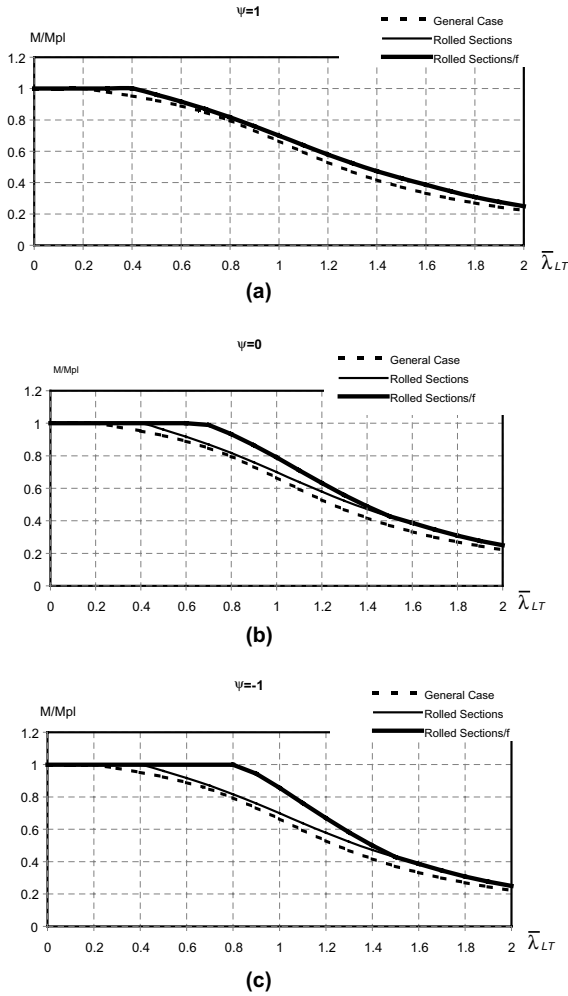 ψ=1
M/Mpl
General Case
Rolled Sections
Rolled Sections/f
1.2
1
0.8
0.6
0.4
0.2
0
0 0.2 0.4 0.6 0.8 1 1.2 1.4 1.6 1.8 2
λ̅ LT
(a)
ψ=0
M/Mpl
General Case
Rolled Sections
Rolled Sections/f
1.2
1
0.8
0.6
0.4
0.2
0
0 0.2 0.4 0.6 0.8 1 1.2 1.4 1.6 1.8 2
λ̅ LT
(b)
ψ=-1
M/Mpl
General Case
Rolled Sections
Rolled Sections/f
1.2
1
0.8
0.6
0.4
0.2
0
0 0.2 0.4 0.6 0.8 1 1.2 1.4 1.6 1.8 2
λ̅ LT
(c)